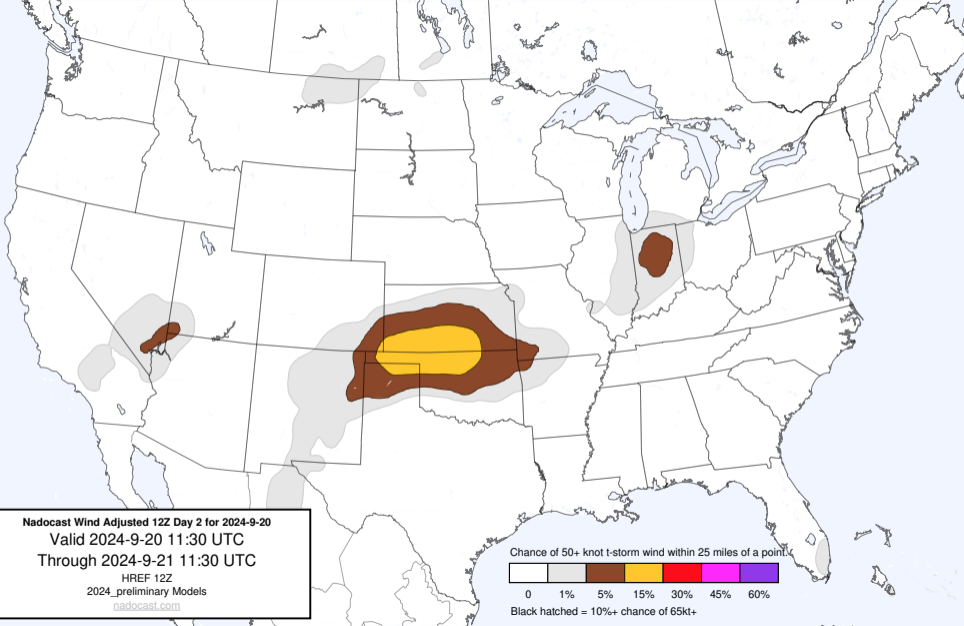 Nadocast Wind Adjusted 12Z Day 2 for 2024-9-20
Valid 2024-9-20 11:30 UTC
Through 2024-9-21 11:30 UTC
HREF 12Z
2024_preliminary Models
nadocast.com
Chance of 50+ knot t-storm wind within 25 miles of a point.
0 1% 5% 15% 30% 45% 60%
Black hatched = 10%+ chance of 65kt+